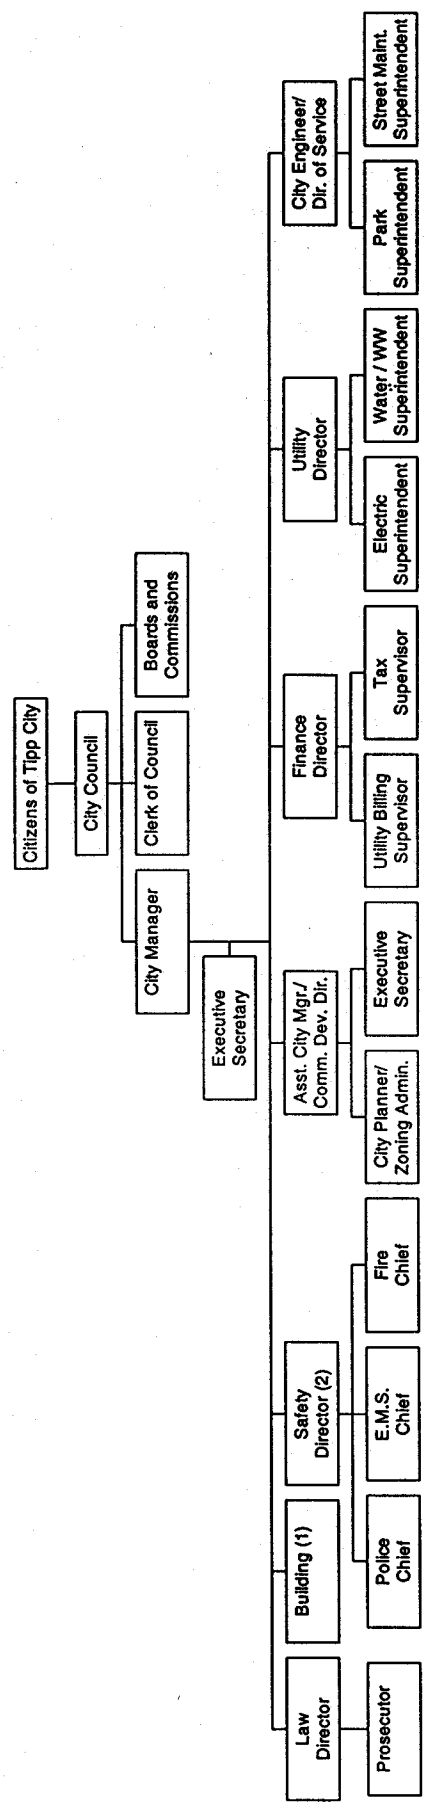 Citizens of Tipp City
City Council
City Manager
Clerk of Council
Boards and
Commissions
Executive
Secretary
Law
Director
Building (1)
Safety
Director (2)
Asst. City Mgr./
Comm. Dev. Dir.
Finance
Director
Utility
Director
City Engineer/
Dir. of Service
Prosecutor
Police
Chief
E.M.S.
Chief
Fire
Chief
City Planner/
Zoning Admin.
Executive
Secretary
Utility Billing
Supervisor
Tax
Supervisor
Electric
Superintendent
Water / WW
Superintendent
Park
Superintendent
Street Maint.
Superintendent